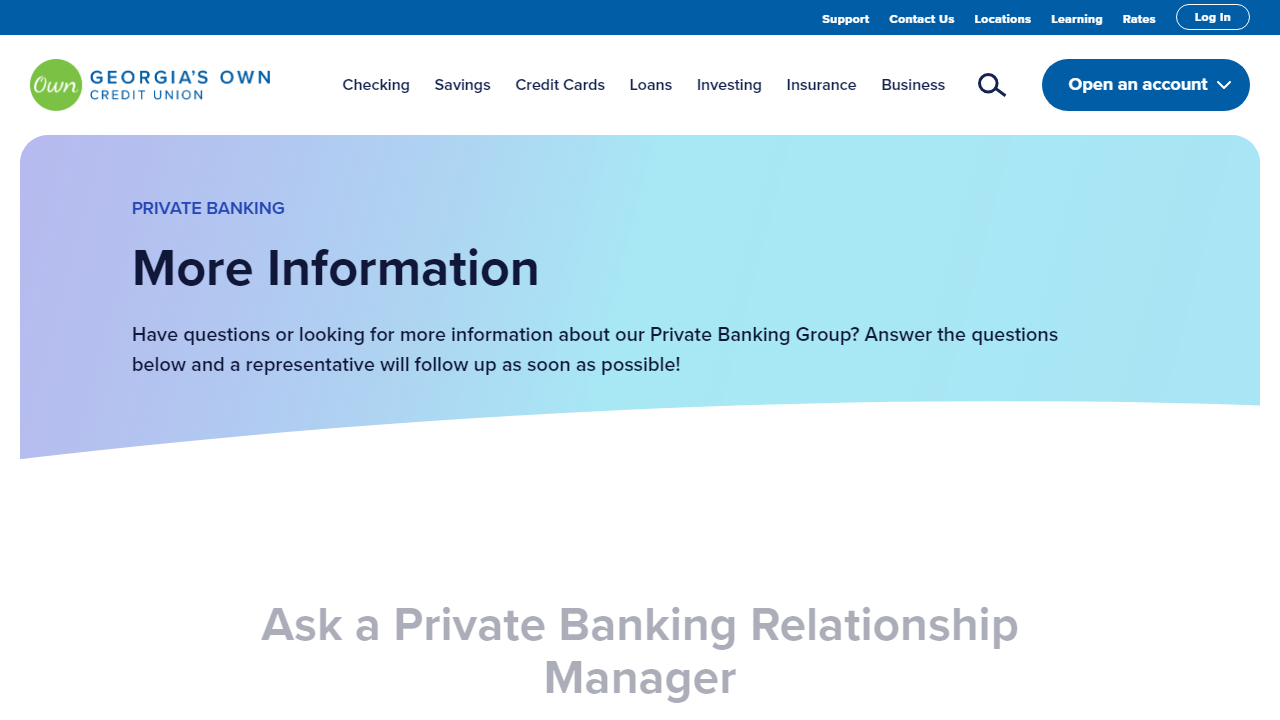 Support Contact Us Locations Learning Rates Log In
Own GEORGIA'S OWN
CREDIT UNION
Checking Savings Credit Cards Loans Investing Insurance Business Open an account
PRIVATE BANKING
More Information
Have questions or looking for more information about our Private Banking Group? Answer the questions
below and a representative will follow up as soon as possible!
Ask a Private Banking Relationship
Manager